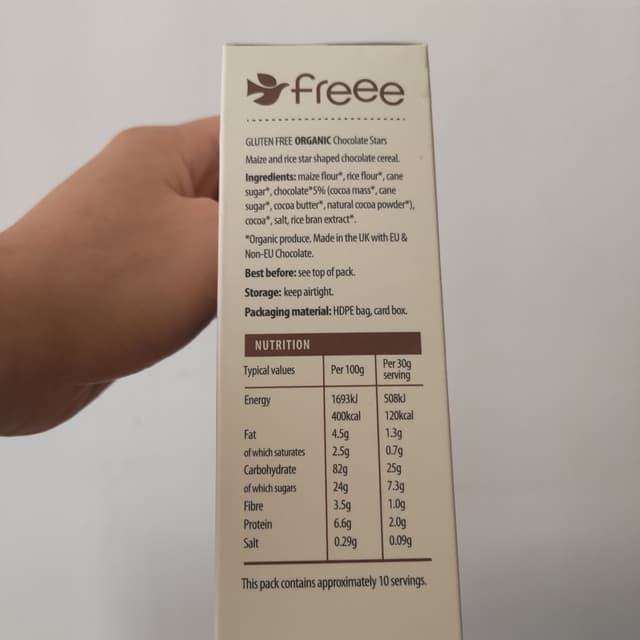 freee
GLUTEN FREE ORGANIC Chocolate Stars
Maize and rice star shaped chocolate cereal.
Ingredients: maize flour*, rice flour*, cane
sugar*, chocolate*5% (cocoa mass*, cane
sugar*, cocoa butter*, natural cocoa powder*),
cocoa*, salt, rice bran extract*.
*Organic produce. Made in the UK with EU &
Non-EU Chocolate.
Best before: see top of pack.
Storage: keep airtight.
Packaging material: HDPE bag, card box.
NUTRITION
Typical values Per 100g Per 30g serving
Energy 1693kJ 508kJ
400kcal 120kcal
Fat 4.5g 1.3g
of which saturates 2.5g 0.7g
Carbohydrate 82g 25g
of which sugars 24g 7.3g
Fibre 3.5g 1.0g
Protein 6.6g 2.0g
Salt 0.29g 0.09g
This pack contains approximately 10 servings.